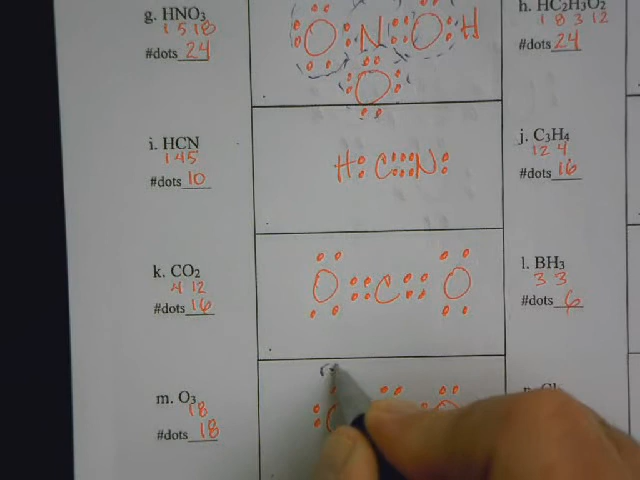 g. HNO3
1 5 18
#dots 24
O N O H
O
h. HC2H3O2
1 8 3 12
#dots 24
i. HCN
1 4 5
#dots 10
H C N
j. C3H4
12 4
#dots 16
k. CO2
4 12
#dots 16
O C O
l. BH3
3 3
#dots 6
m. O3
18
#dots 18